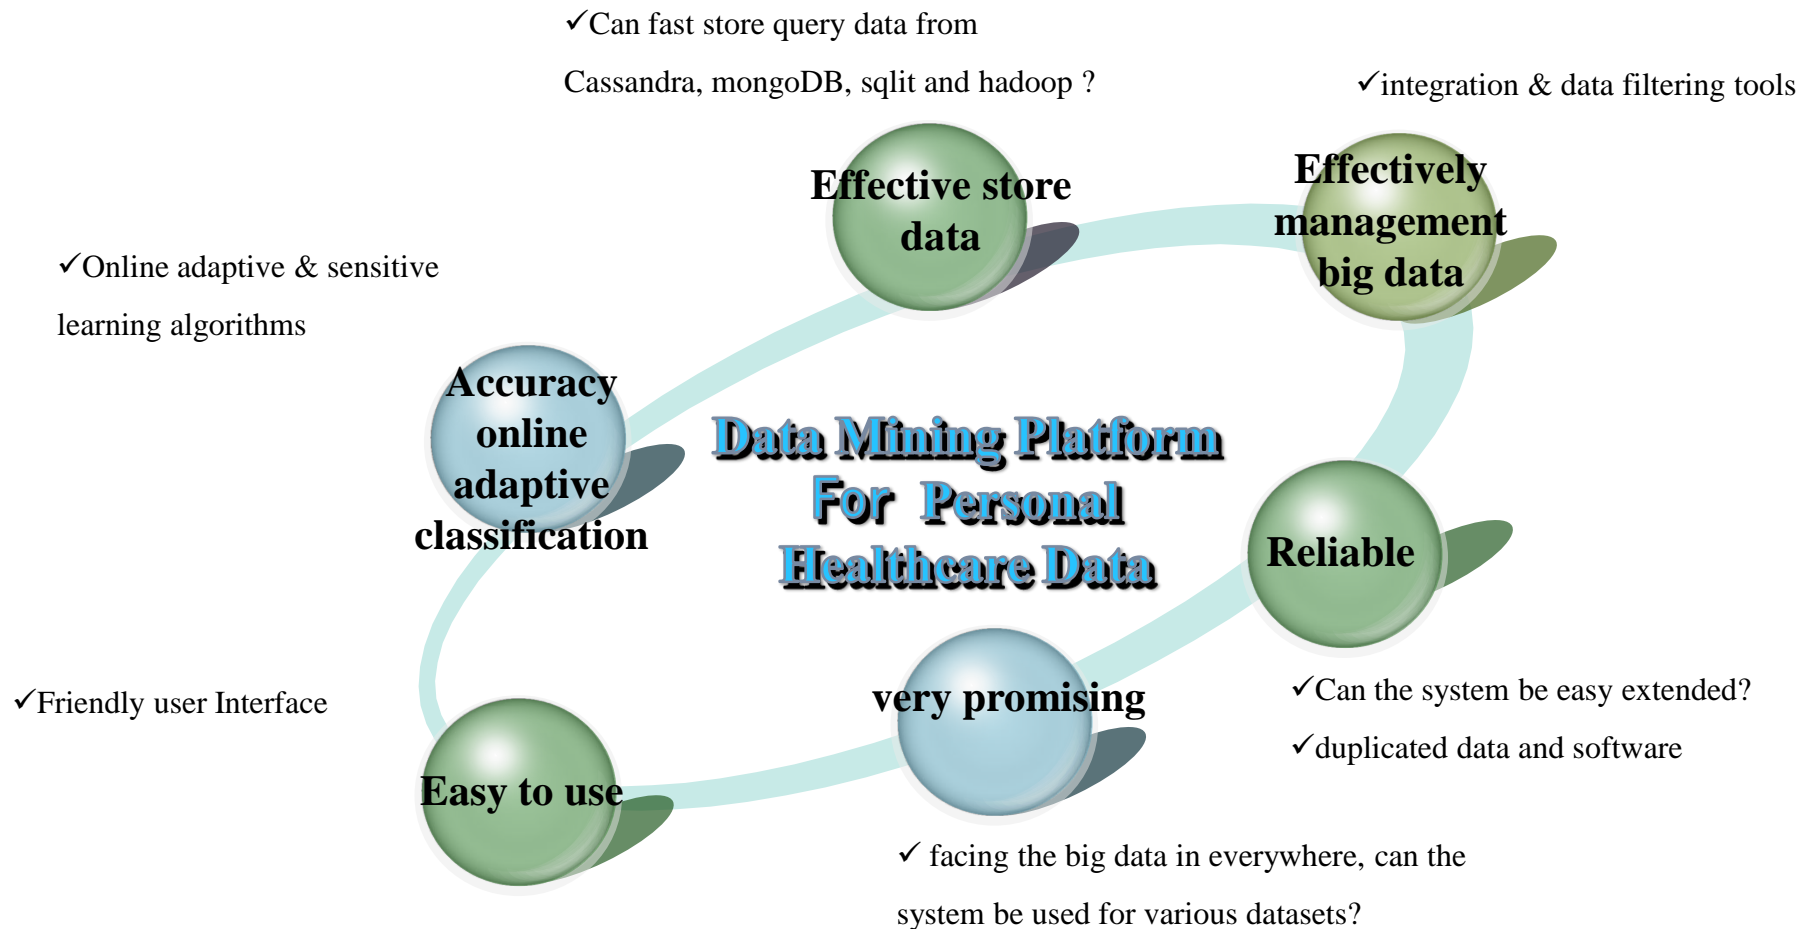 ✓Can fast store query data from
Cassandra, mongoDB, sqlit and hadoop ?
✓integration & data filtering tools
Effective store
data
Effectively
management
big data
✓Online adaptive & sensitive
learning algorithms
Accuracy
online
adaptive
classification
Data Mining Platform
For Personal
Healthcare Data
Reliable
✓Can the system be easy extended?
✓duplicated data and software
very promising
✓Friendly user Interface
Easy to use
✓ facing the big data in everywhere, can the
system be used for various datasets?